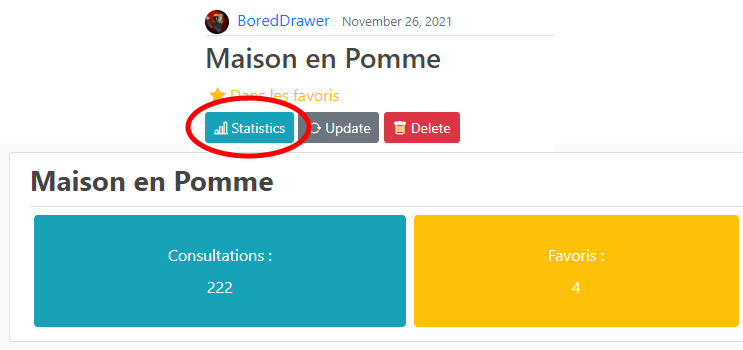 BoredDrawer November 26, 2021
Maison en Pomme
Dans les favoris
Statistics Update Delete
Maison en Pomme
Consultations : Favoris :
222 4